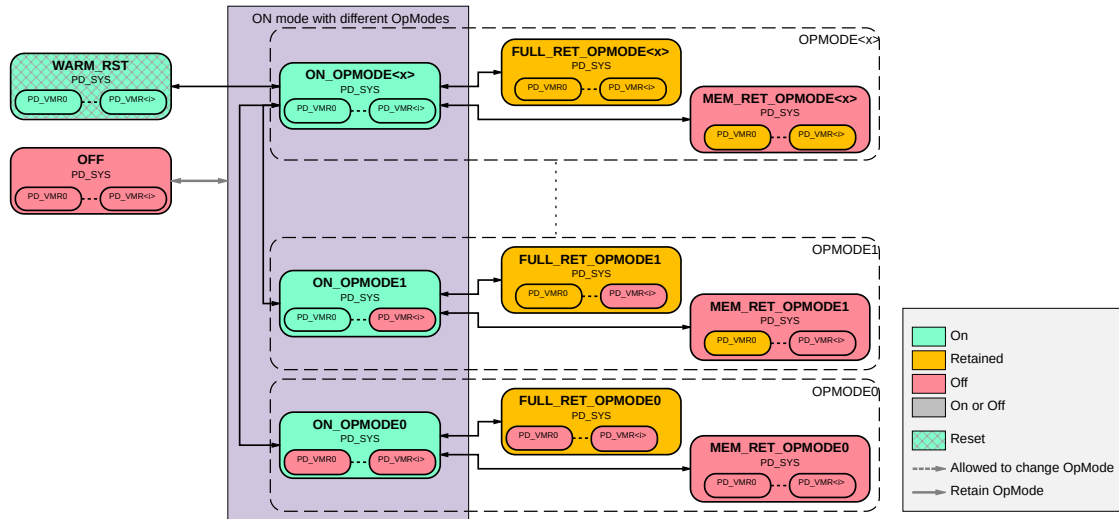 ON mode with different OpModes
OPMODE<x>
WARM_RST
PD_SYS
PD_VMR0
PD_VMR<i>
ON_OPMODE<x>
PD_SYS
PD_VMR0
PD_VMR<i>
FULL_RET_OPMODE<x>
PD_SYS
PD_VMR0
PD_VMR<i>
MEM_RET_OPMODE<x>
PD_SYS
PD_VMR0
PD_VMR<i>
OFF
PD_SYS
PD_VMR0
PD_VMR<i>
OPMODE1
ON_OPMODE1
PD_SYS
PD_VMR0
PD_VMR<i>
FULL_RET_OPMODE1
PD_SYS
PD_VMR0
PD_VMR<i>
MEM_RET_OPMODE1
PD_SYS
PD_VMR0
PD_VMR<i>
OPMODE0
ON_OPMODE0
PD_SYS
PD_VMR0
PD_VMR<i>
FULL_RET_OPMODE0
PD_SYS
PD_VMR0
PD_VMR<i>
MEM_RET_OPMODE0
PD_SYS
PD_VMR0
PD_VMR<i>
On
Retained
Off
On or Off
Reset
Allowed to change OpMode
Retain OpMode